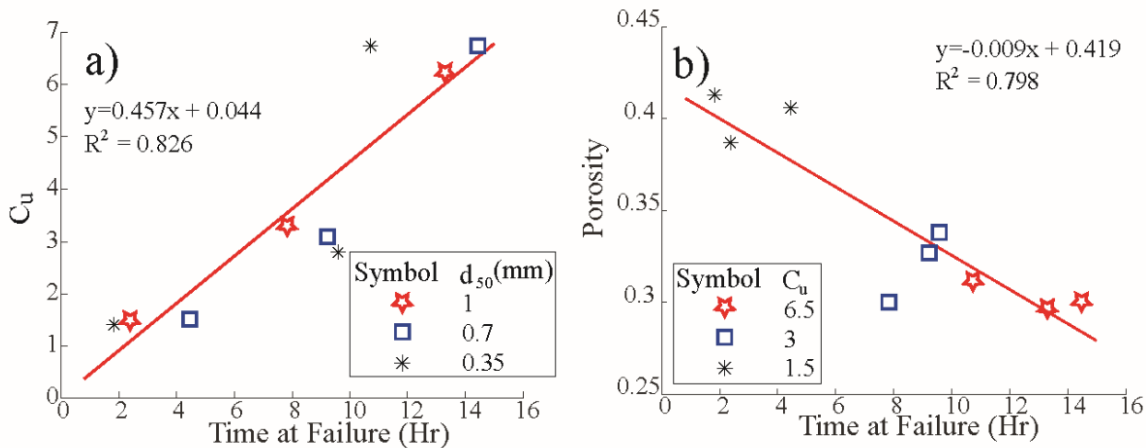 a)
y=0.457x + 0.044
R² = 0.826
7
6
5
4
3
2
1
0
Cu
Symbol d50(mm)
1
0.7
0.35
0 2 4 6 8 10 12 14 16
Time at Failure (Hr)
b)
y=-0.009x + 0.419
R² = 0.798
0.45
0.4
0.35
0.3
0.25
Porosity
Symbol Cu
6.5
3
1.5
0 2 4 6 8 10 12 14 16
Time at Failure (Hr)